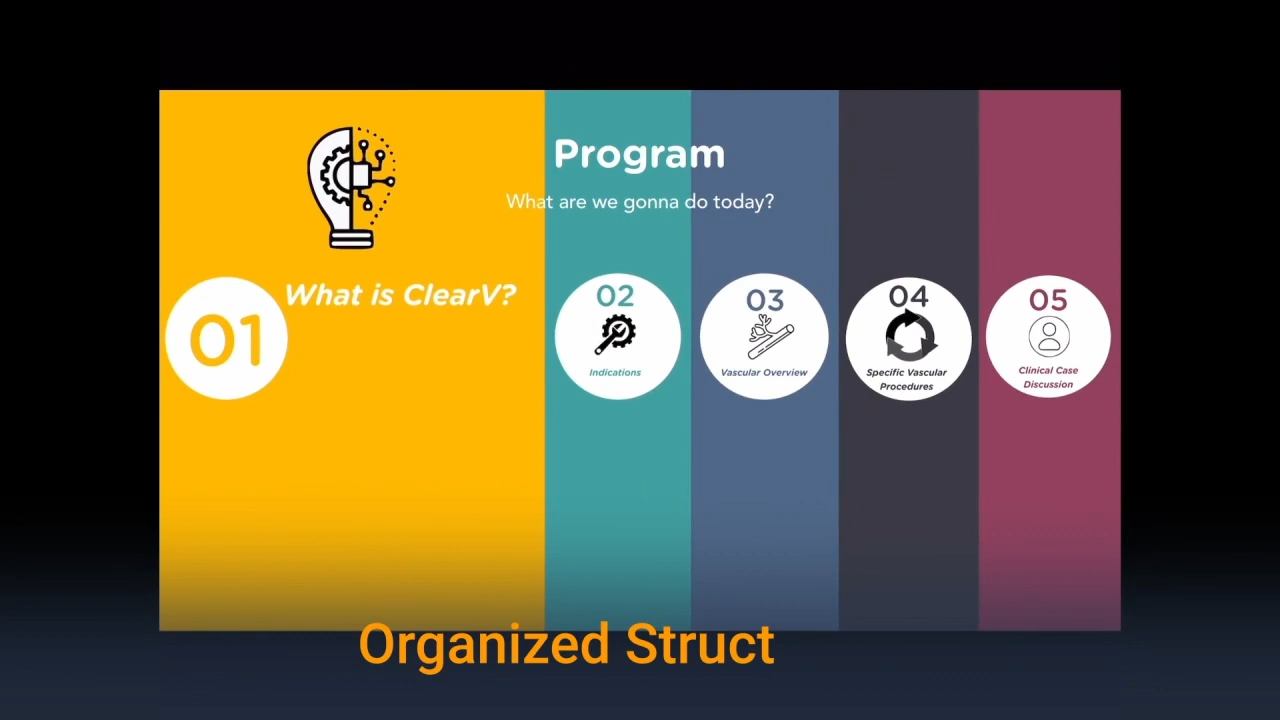 Program
What are we gonna do today?
01
What is ClearV?
02
Indications
03
Vascular Overview
04
Specific Vascular
Procedures
05
Clinical Case
Discussion
Organized Struct